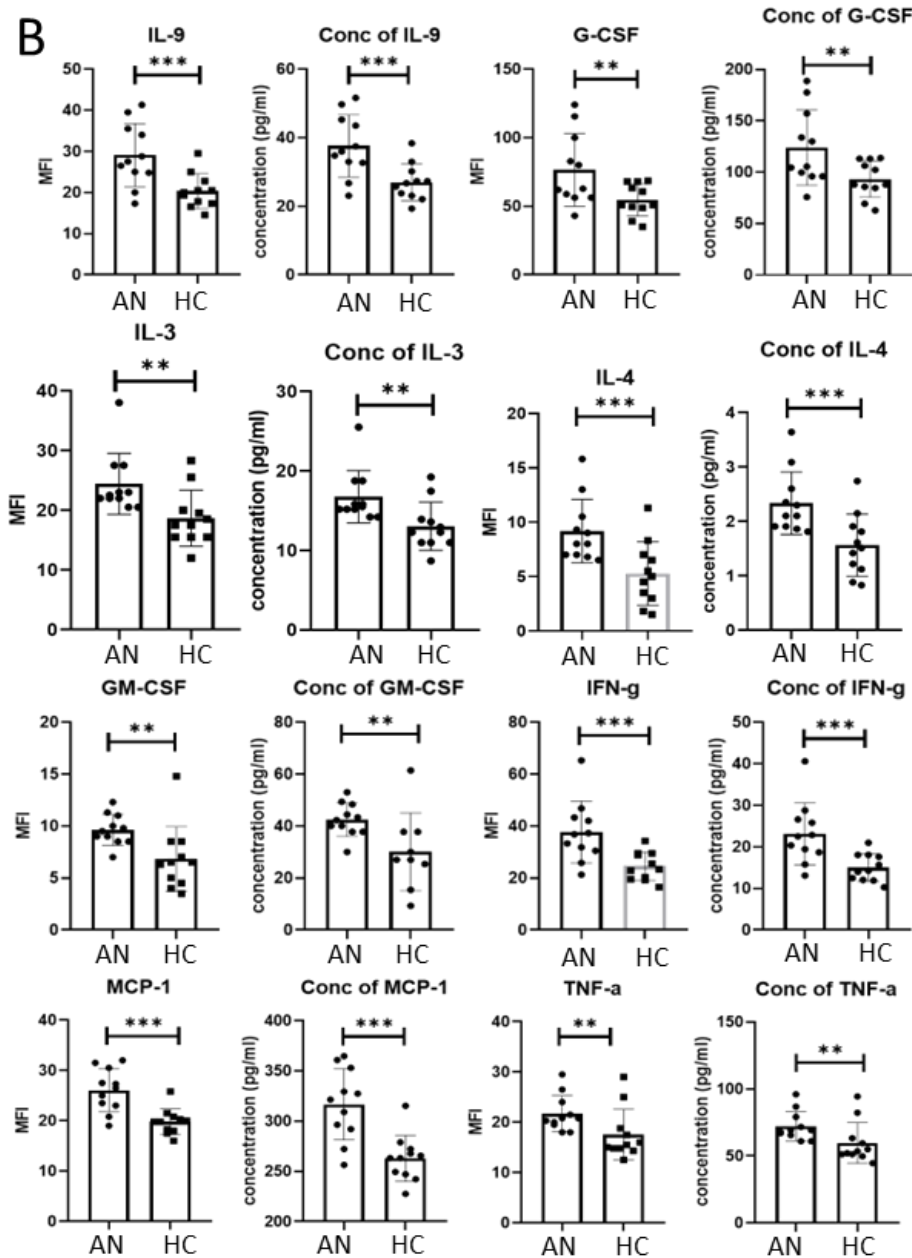 B
IL-9
***
MFI
50
40
30
20
10
0
AN HC
Conc of IL-9
***
concentration (pg/ml)
60
40
20
0
AN HC
G-CSF
**
MFI
150
100
50
0
AN HC
Conc of G-CSF
**
concentration (pg/ml)
200
150
100
50
0
AN HC
IL-3
**
MFI
40
30
20
10
0
AN HC
Conc of IL-3
**
concentration (pg/ml)
30
20
10
0
AN HC
IL-4
***
MFI
20
15
10
5
0
AN HC
Conc of IL-4
***
concentration (pg/ml)
4
3
2
1
0
AN HC
GM-CSF
**
MFI
20
15
10
5
0
AN HC
Conc of GM-CSF
**
concentration (pg/ml)
80
60
40
20
0
AN HC
IFN-g
***
MFI
80
60
40
20
0
AN HC
Conc of IFN-g
***
concentration (pg/ml)
50
40
30
20
10
0
AN HC
MCP-1
***
MFI
40
30
20
10
0
AN HC
Conc of MCP-1
***
concentration (pg/ml)
400
350
300
250
200
AN HC
TNF-a
**
MFI
40
30
20
10
0
AN HC
Conc of TNF-a
**
concentration (pg/ml)
150
100
50
0
AN HC